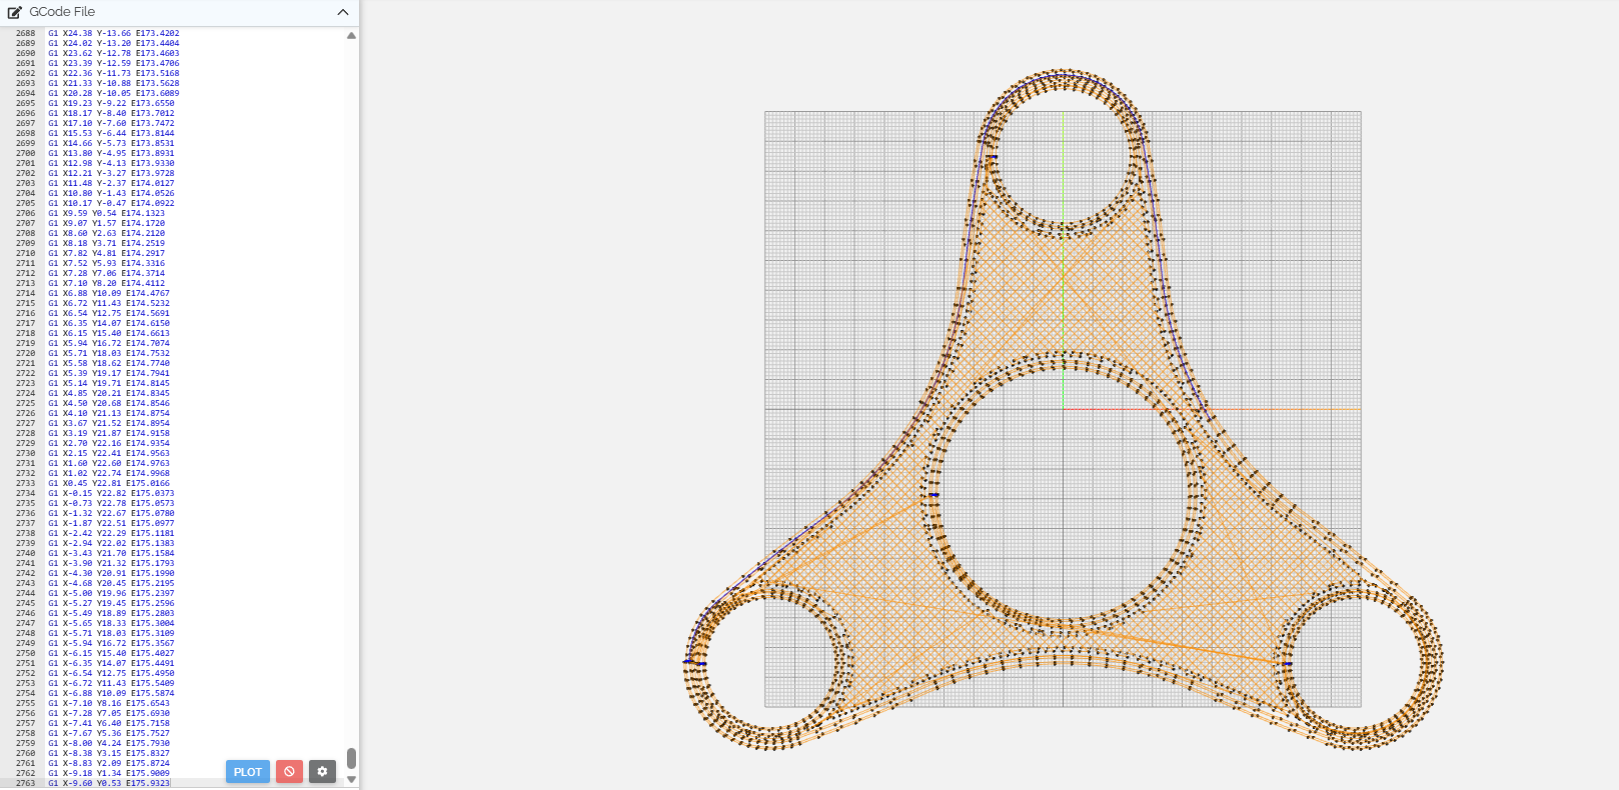 GCode File
2688 G1 X24.38 Y-13.66 E173.4202
2689 G1 X24.02 Y-13.20 E173.4404
2690 G1 X23.62 Y-12.78 E173.4603
2691 G1 X23.39 Y-12.59 E173.4706
2692 G1 X22.36 Y-11.73 E173.5168
2693 G1 X21.33 Y-10.88 E173.5628
2694 G1 X20.28 Y-10.05 E173.6089
2695 G1 X19.23 Y-9.22 E173.6550
2696 G1 X18.17 Y-8.40 E173.7012
2697 G1 X17.10 Y-7.60 E173.7472
2698 G1 X15.53 Y-6.44 E173.8144
2699 G1 X14.66 Y-5.73 E173.8531
2700 G1 X13.80 Y-4.95 E173.8931
2701 G1 X12.98 Y-4.13 E173.9330
2702 G1 X12.21 Y-3.27 E173.9728
2703 G1 X11.48 Y-2.37 E174.0127
2704 G1 X10.80 Y-1.43 E174.0526
2705 G1 X10.17 Y-0.47 E174.0922
2706 G1 X9.59 Y0.54 E174.1323
2707 G1 X9.07 Y1.57 E174.1720
2708 G1 X8.60 Y2.63 E174.2120
2709 G1 X8.18 Y3.71 E174.2519
2710 G1 X7.82 Y4.81 E174.2917
2711 G1 X7.52 Y5.93 E174.3316
2712 G1 X7.28 Y7.06 E174.3714
2713 G1 X7.10 Y8.20 E174.4112
2714 G1 X6.88 Y10.09 E174.4767
2715 G1 X6.72 Y11.43 E174.5232
2716 G1 X6.54 Y12.75 E174.5691
2717 G1 X6.35 Y14.07 E174.6150
2718 G1 X6.15 Y15.40 E174.6613
2719 G1 X5.94 Y16.72 E174.7074
2720 G1 X5.71 Y18.03 E174.7532
2721 G1 X5.58 Y18.62 E174.7740
2722 G1 X5.39 Y19.17 E174.7941
2723 G1 X5.14 Y19.71 E174.8145
2724 G1 X4.85 Y20.21 E174.8345
2725 G1 X4.50 Y20.68 E174.8546
2726 G1 X4.10 Y21.13 E174.8754
2727 G1 X3.67 Y21.52 E174.8954
2728 G1 X3.19 Y21.87 E174.9158
2729 G1 X2.70 Y22.16 E174.9354
2730 G1 X2.15 Y22.41 E174.9563
2731 G1 X1.60 Y22.60 E174.9763
2732 G1 X1.02 Y22.74 E174.9968
2733 G1 X0.45 Y22.81 E175.0166
2734 G1 X-0.15 Y22.82 E175.0373
2735 G1 X-0.73 Y22.78 E175.0573
2736 G1 X-1.32 Y22.67 E175.0780
2737 G1 X-1.87 Y22.51 E175.0977
2738 G1 X-2.42 Y22.29 E175.1181
2739 G1 X-2.94 Y22.02 E175.1383
2740 G1 X-3.43 Y21.70 E175.1584
2741 G1 X-3.90 Y21.32 E175.1793
2742 G1 X-4.30 Y20.91 E175.1990
2743 G1 X-4.68 Y20.45 E175.2195
2744 G1 X-5.00 Y19.96 E175.2397
2745 G1 X-5.27 Y19.45 E175.2596
2746 G1 X-5.49 Y18.89 E175.2803
2747 G1 X-5.65 Y18.33 E175.3004
2748 G1 X-5.71 Y18.03 E175.3109
2749 G1 X-5.94 Y16.72 E175.3567
2750 G1 X-6.15 Y15.40 E175.4027
2751 G1 X-6.35 Y14.07 E175.4491
2752 G1 X-6.54 Y12.75 E175.4950
2753 G1 X-6.72 Y11.43 E175.5409
2754 G1 X-6.88 Y10.09 E175.5874
2755 G1 X-7.10 Y8.16 E175.6543
2756 G1 X-7.28 Y7.05 E175.6930
2757 G1 X-7.41 Y6.40 E175.7158
2758 G1 X-7.67 Y5.36 E175.7527
2759 G1 X-8.00 Y4.24 E175.7930
2760 G1 X-8.38 Y3.15 E175.8327
2761 G1 X-8.83 Y2.09 E175.8724
2762 G1 X-9.18 Y1.34 E175.9009
2763 G1 X-9.60 Y0.53 E175.9323
PLOT